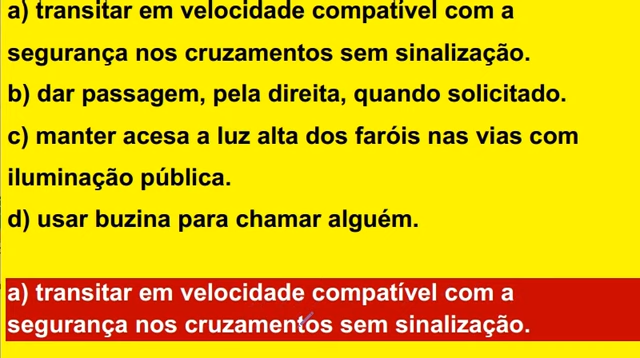 a) transitar em velocidade compatível com a
segurança nos cruzamentos sem sinalização.
b) dar passagem, pela direita, quando solicitado.
c) manter acesa a luz alta dos faróis nas vias com
iluminação pública.
d) usar buzina para chamar alguém.
a) transitar em velocidade compatível com a
segurança nos cruzamentos sem sinalização.